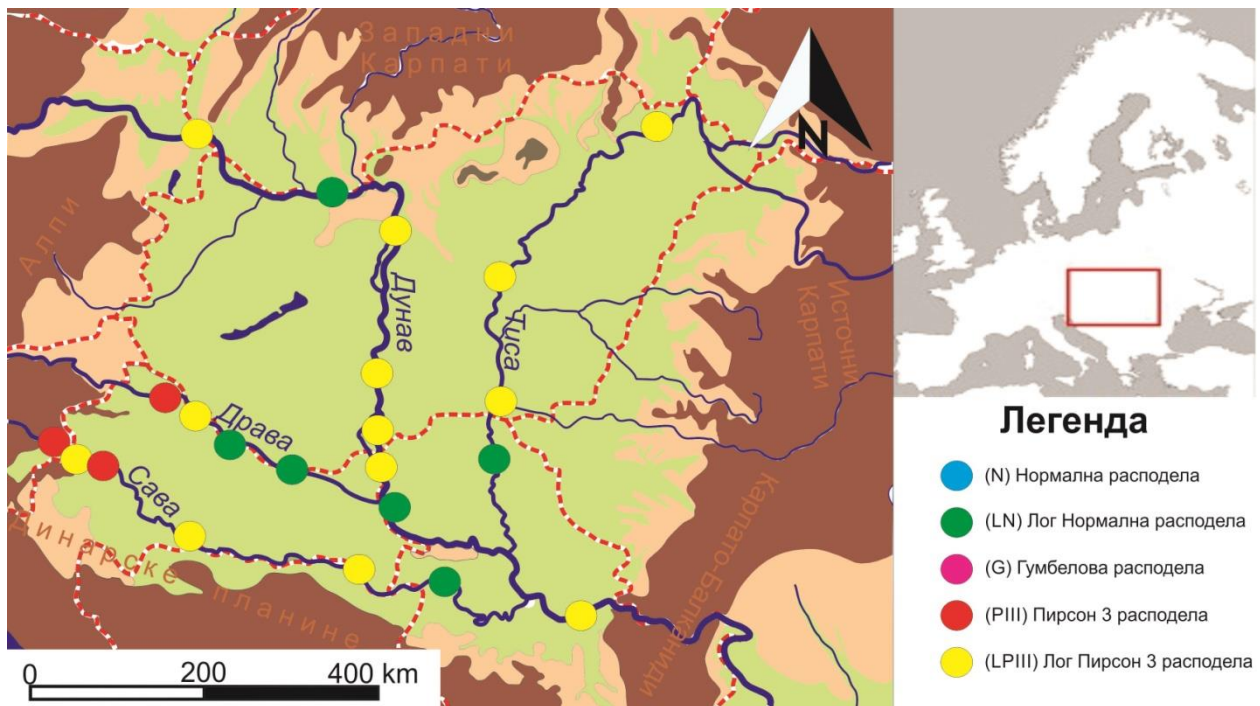 Западни
Карпати
N
Алпи
Дунав
Тиса
Источни
Карпати
Драва
Сава
Динарске планине
Карпато-Балканиди
0 200 400 km
Легенда
(N) Нормална расподела
(LN) Лог Нормална расподела
(G) Гумбелова расподела
(PIII) Пирсон 3 расподела
(LPIII) Лог Пирсон 3 расподела